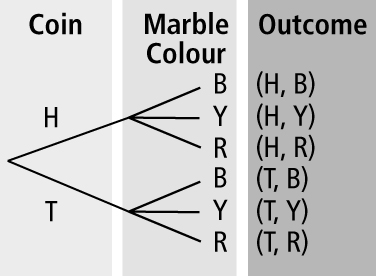 Coin Marble Colour Outcome
B (H, B)
H Y (H, Y)
R (H, R)
B (T, B)
T Y (T, Y)
R (T, R)